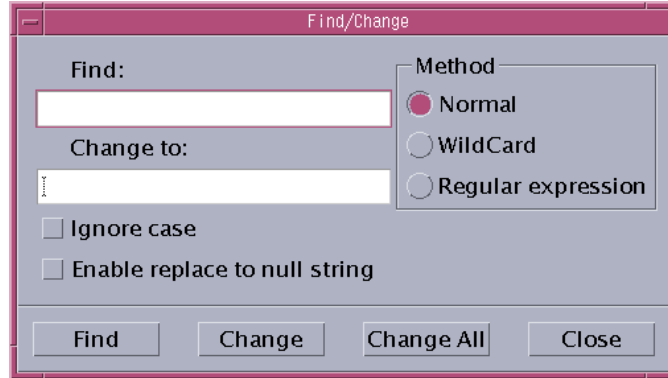 Find/Change
Find:
Change to:
Ignore case
Enable replace to null string
Method
Normal
WildCard
Regular expression
Find
Change
Change All
Close